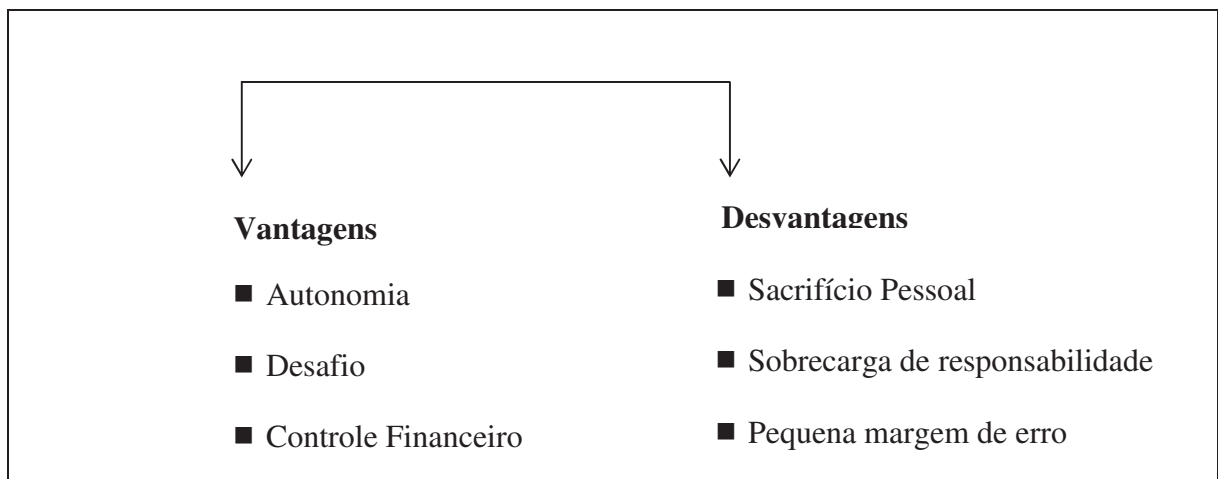 Vantagens
■ Autonomia
■ Desafio
■ Controle Financeiro
Desvantagens
■ Sacrifício Pessoal
■ Sobrecarga de responsabilidade
■ Pequena margem de erro